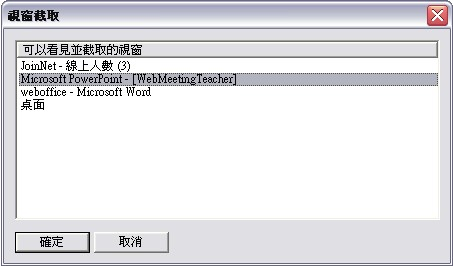 視窗截取
可以看見並截取的視窗
JoinNet - 線上人數 (3)
Microsoft PowerPoint - [WebMeetingTeacher]
weboffice - Microsoft Word
桌面
確定 取消